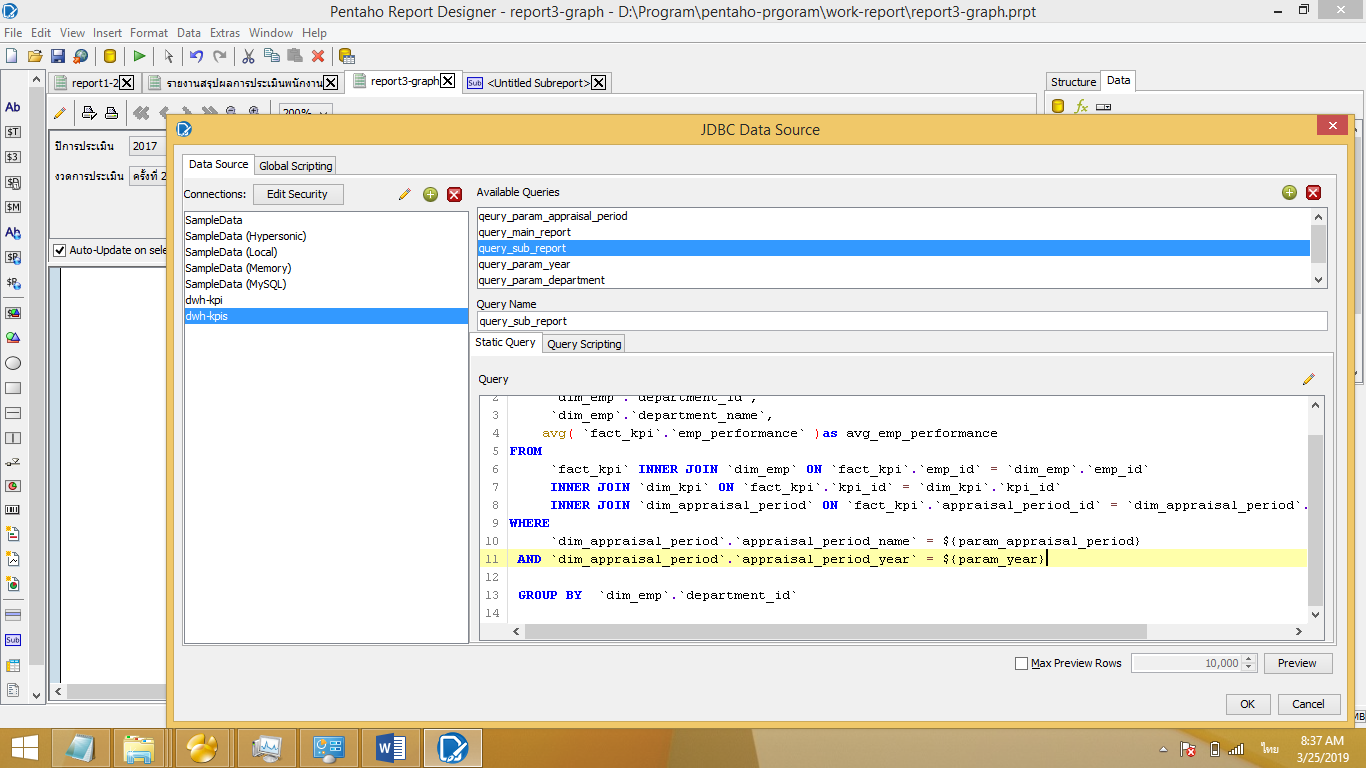 Pentaho Report Designer - report3-graph - D:\Program\pentaho-prgoram\work-report\report3-graph.prpt
File Edit View Insert Format Data Extras Window Help
report1-2 รายงานสรุปผลการประเมินพนักงาน report3-graph Sub <Untitled Subreport>
Structure Data
200%
JDBC Data Source
ปีการประเมิน 2017
งวดการประเมิน ครั้งที่ 2
Auto-Update on sele
Data Source Global Scripting
Connections: Edit Security
SampleData
SampleData (Hypersonic)
SampleData (Local)
SampleData (Memory)
SampleData (MySQL)
dwh-kpi
dwh-kpis
Available Queries
qeury_param_appraisal_period
query_main_report
query_sub_report
query_param_year
query_param_department
Query Name
query_sub_report
Static Query Query Scripting
Query
2 `dim_emp`.`department_id`,
3 `dim_emp`.`department_name`,
4 avg( `fact_kpi`.`emp_performance` )as avg_emp_performance
5 FROM
6 `fact_kpi` INNER JOIN `dim_emp` ON `fact_kpi`.`emp_id` = `dim_emp`.`emp_id`
7 INNER JOIN `dim_kpi` ON `fact_kpi`.`kpi_id` = `dim_kpi`.`kpi_id`
8 INNER JOIN `dim_appraisal_period` ON `fact_kpi`.`appraisal_period_id` = `dim_appraisal_period`.
9 WHERE
10 `dim_appraisal_period`.`appraisal_period_name` = ${param_appraisal_period}
11 AND `dim_appraisal_period`.`appraisal_period_year` = ${param_year}
12
13 GROUP BY `dim_emp`.`department_id`
14
Max Preview Rows 10,000 Preview
OK Cancel
MB
Ab
Sub
ไทย
8:37 AM
3/25/2019